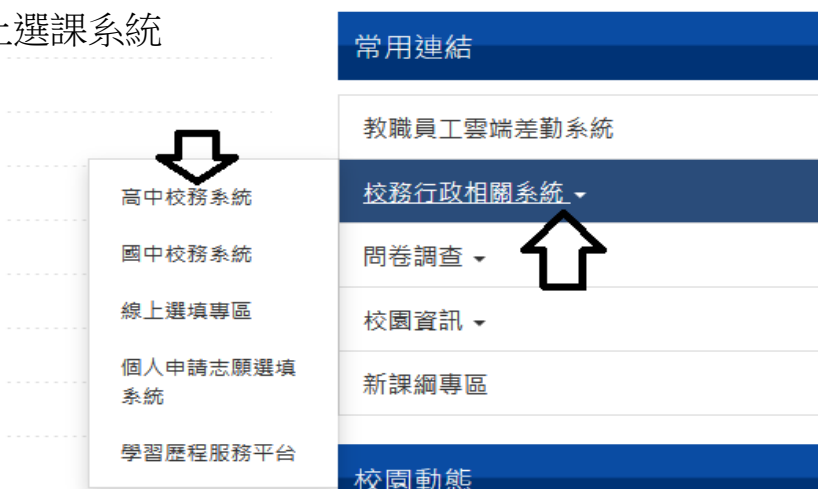 上選課系統
常用連結
教職員工雲端差勤系統
校務行政相關系統
問卷調查
校園資訊
新課綱專區
校園動態
高中校務系統
國中校務系統
線上選填專區
個人申請志願選填
系統
學習歷程服務平台